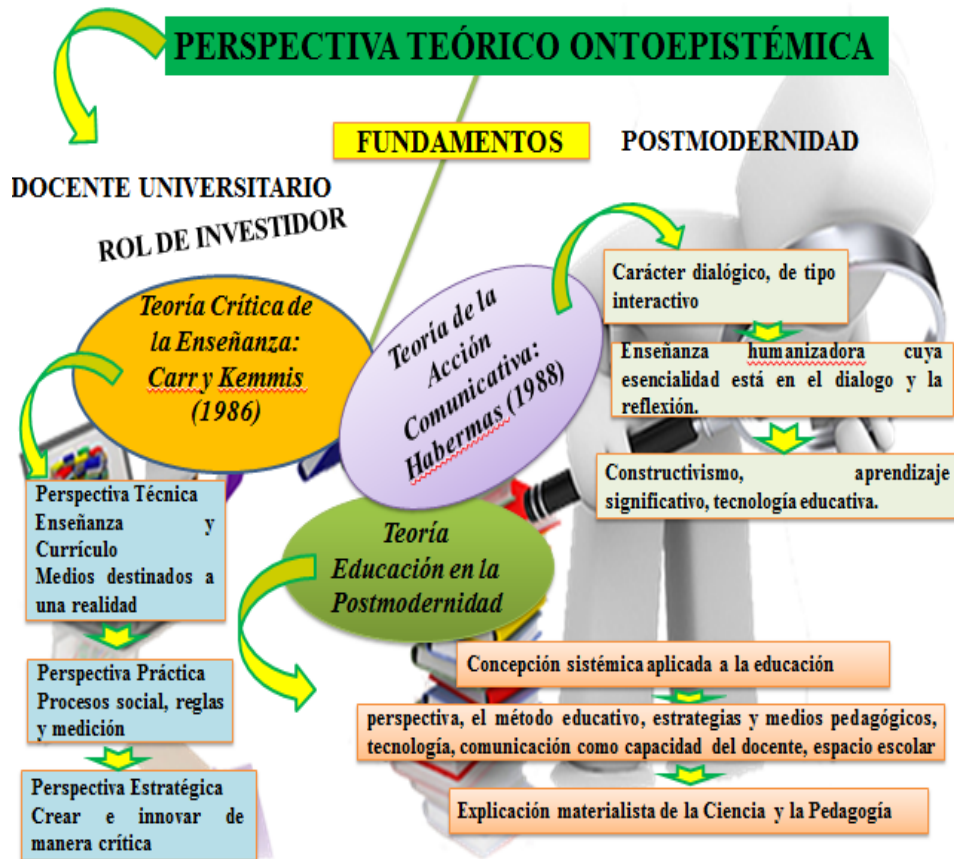 PERSPECTIVA TEÓRICO ONTOEPISTÉMICA
FUNDAMENTOS
POSTMODERNIDAD
DOCENTE UNIVERSITARIO
ROL DE INVESTIDOR
Teoría Crítica de
la Enseñanza:
Carr y Kemmis
(1986)
Teoría de la
Acción
Comunicativa:
Habermas (1988)
Teoría
Educación en la
Postmodernidad
Carácter dialógico, de tipo
interactivo
Enseñanza humanizadora cuya
esencialidad está en el dialogo y la
reflexión.
Constructivismo, aprendizaje
significativo, tecnología educativa.
Perspectiva Técnica
Enseñanza y
Currículo
Medios destinados a
una realidad
Perspectiva Práctica
Procesos social, reglas
y medición
Perspectiva Estratégica
Crear e innovar de
manera crítica
Concepción sistémica aplicada a la educación
perspectiva, el método educativo, estrategias y medios pedagógicos,
tecnología, comunicación como capacidad del docente, espacio escolar
Explicación materialista de la Ciencia y la Pedagogía